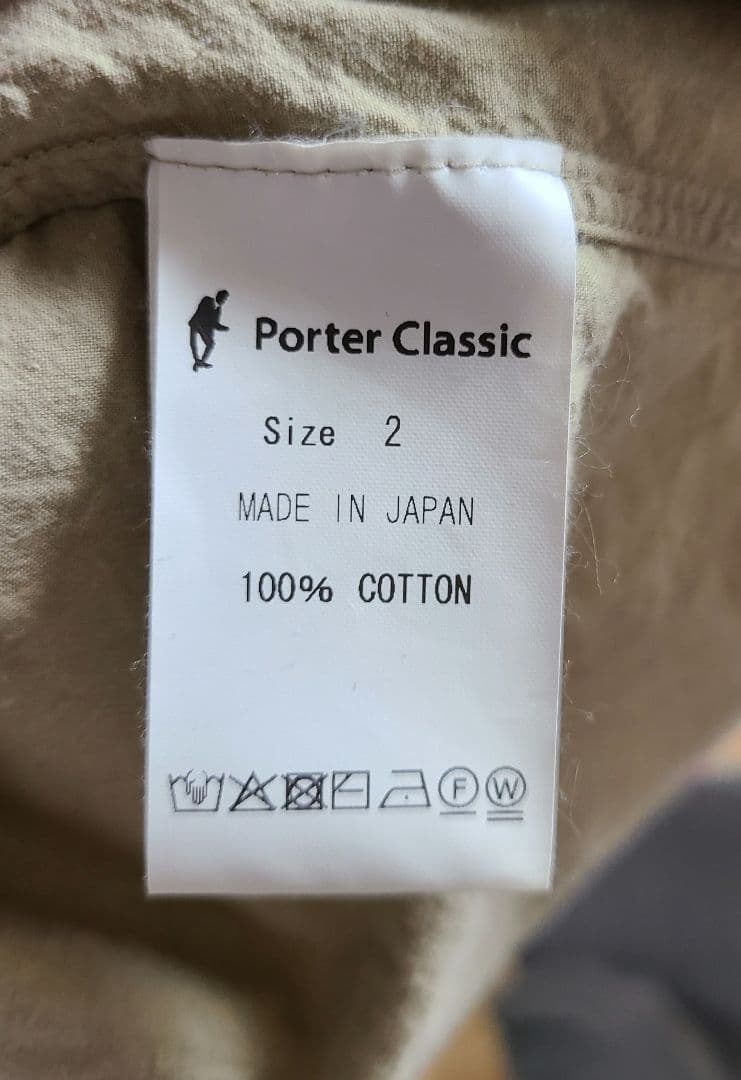 Porter Classic
Size 2
MADE IN JAPAN
100% COTTON
F W